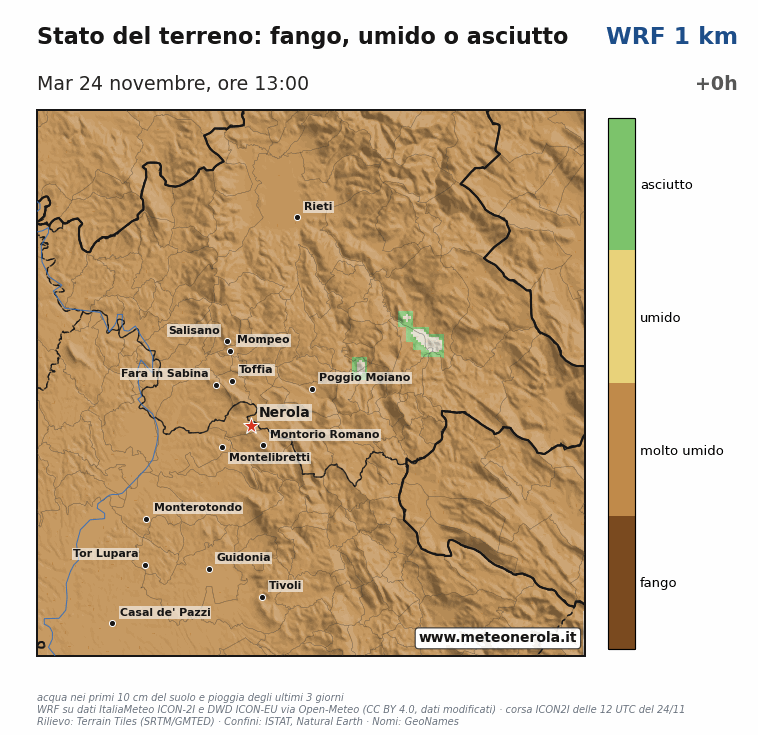 Stato del terreno: fango, umido o asciutto
WRF 1 km
Mar 24 novembre, ore 13:00
+0h
Rieti
Salisano
Mompeo
Fara in Sabina
Toffia
Poggio Moiano
Nerola
Montorio Romano
Montelibretti
Monterotondo
Tor Lupara
Guidonia
Tivoli
Casal de' Pazzi
www.meteonerola.it
asciutto
umido
molto umido
fango
acqua nei primi 10 cm del suolo e pioggia degli ultimi 3 giorni
WRF su dati ItaliaMeteo ICON-2I e DWD ICON-EU via Open-Meteo (CC BY 4.0, dati modificati) · corsa ICON2I delle 12 UTC del 24/11
Rilievo: Terrain Tiles (SRTM/GMTED) · Confini: ISTAT, Natural Earth · Nomi: GeoNames